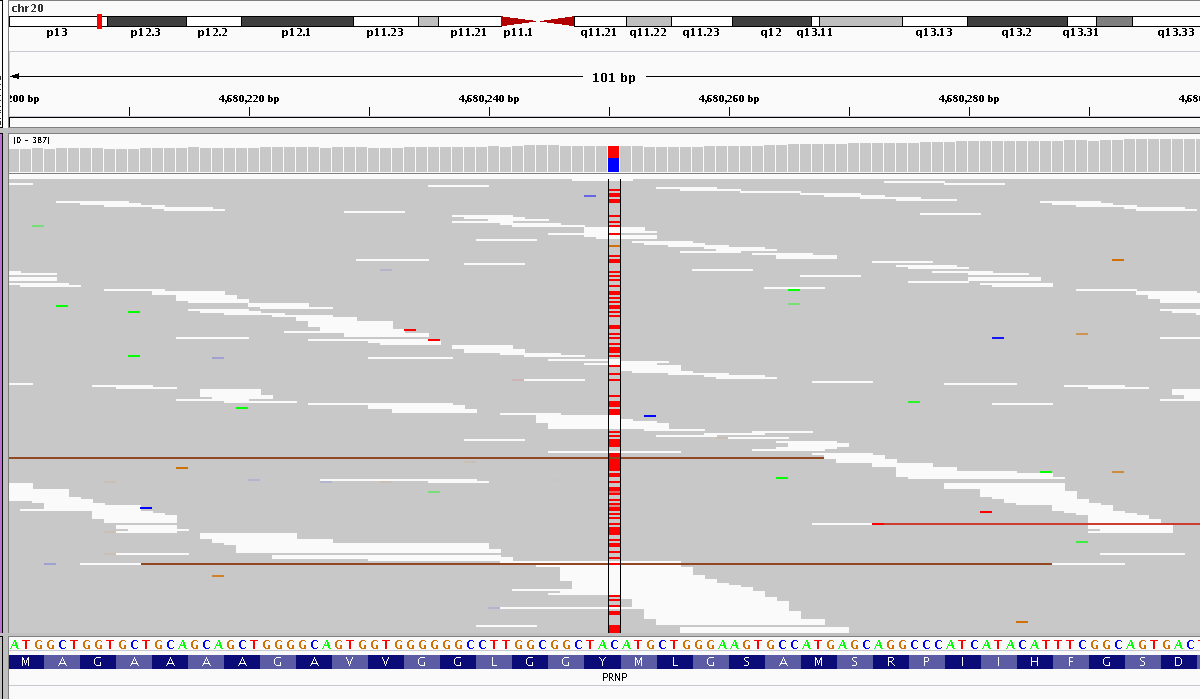 chr20
p13 p12.3 p12.2 p12.1 p11.23 p11.21 p11.1 q11.21 q11.22 q11.23 q12 q13.11 q13.13 q13.2 q13.31 q13.33
101 bp
200 bp 4,680,220 bp 4,680,240 bp 4,680,260 bp 4,680,280 bp 4,68
[0 - 387]
ATGGCTGGTGCTGCAGCAGCTGGGGCAGTGGTGGGGGGCCTTGGCGGCTACATGCTGGGAAGTGCCATGAGCAGGCCCATCATACATTTCGGCAGTGACT
M A G A A A A G A V V G G L G G Y M L G S A M S R P I I H F G S D
PRNP